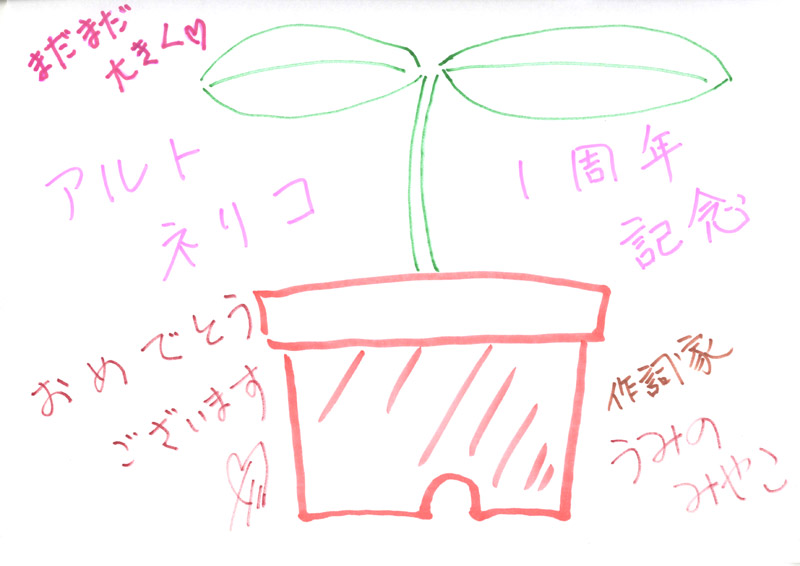 まだまだ
大きく♡
アルト
ネリコ
1周年
記念
おめでとう
ございます
作詞家
うみの
みやこ